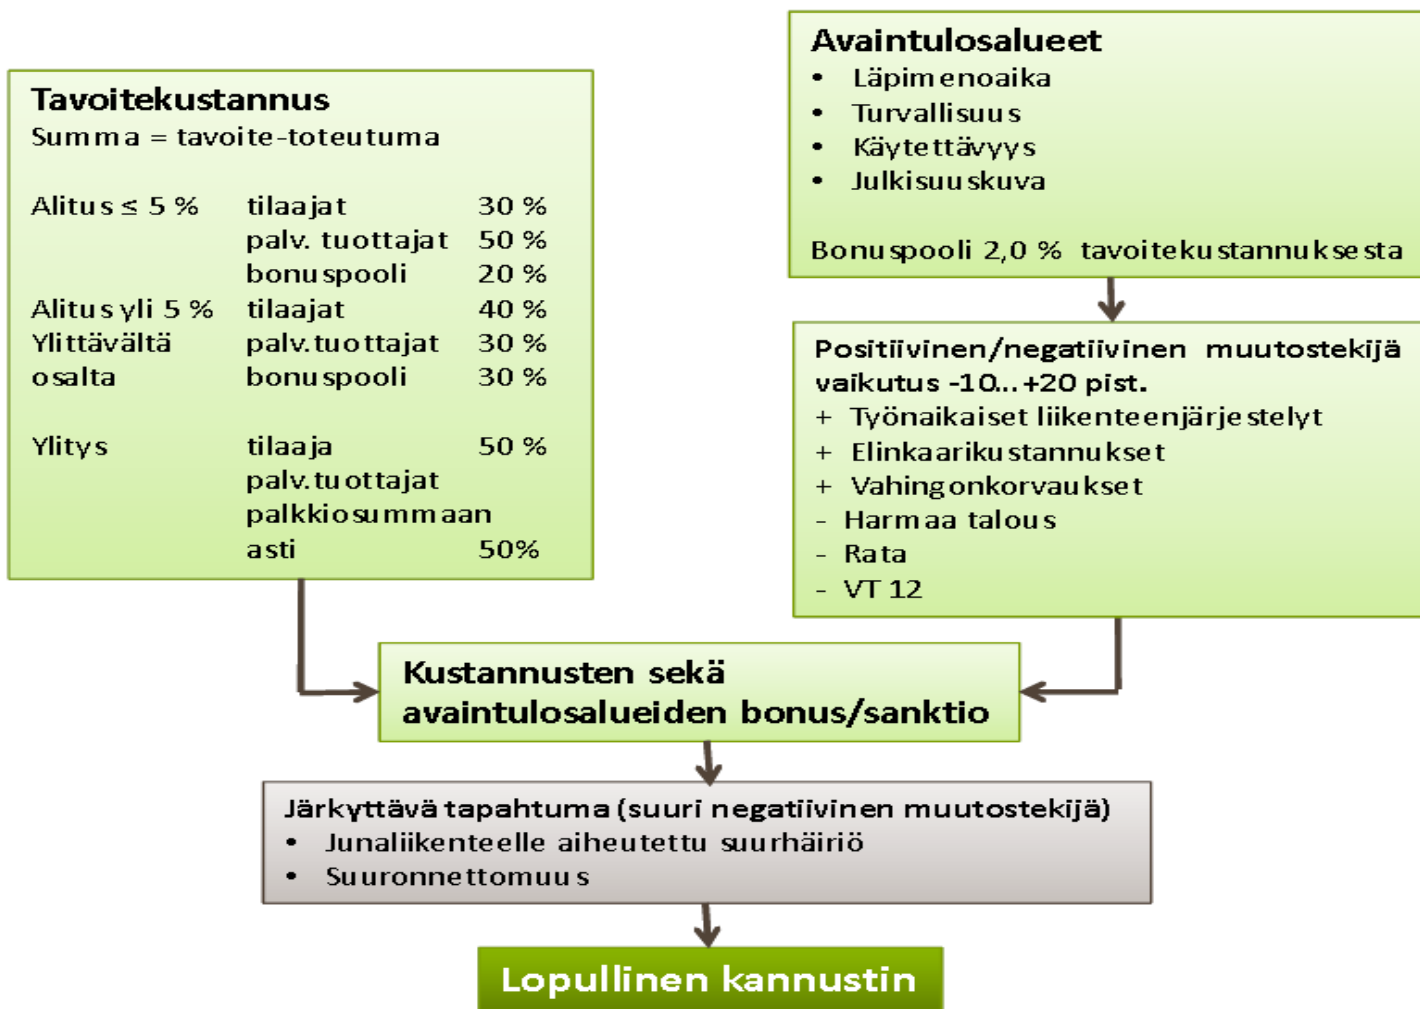 Tavoitekustannus
Summa = tavoite-toteutuma
Alitus ≤ 5 % tilaajat 30 %
palv. tuottajat 50 %
bonuspooli 20 %
Alitus yli 5 % tilaajat 40 %
Ylittävältä palv.tuottajat 30 %
osalta bonuspooli 30 %
Ylitys tilaaja 50 %
palv.tuottajat
palkkiosummaan
asti 50%
Avaintulosalueet
• Läpimenoaika
• Turvallisuus
• Käytettävyys
• Julkisuuskuva
Bonuspooli 2,0 % tavoitekustannuksesta
Positiivinen/negatiivinen muutostekijä
vaikutus -10...+20 pist.
+ Työnaikaiset liikenteenjärjestelyt
+ Elinkaarikustannukset
+ Vahingonkorvaukset
- Harmaa talous
- Rata
- VT 12
Kustannusten sekä
avaintulosalueiden bonus/sanktio
Järkyttävä tapahtuma (suuri negatiivinen muutostekijä)
• Junaliikenteelle aiheutettu suurhäiriö
• Suuronnettomuus
Lopullinen kannustin